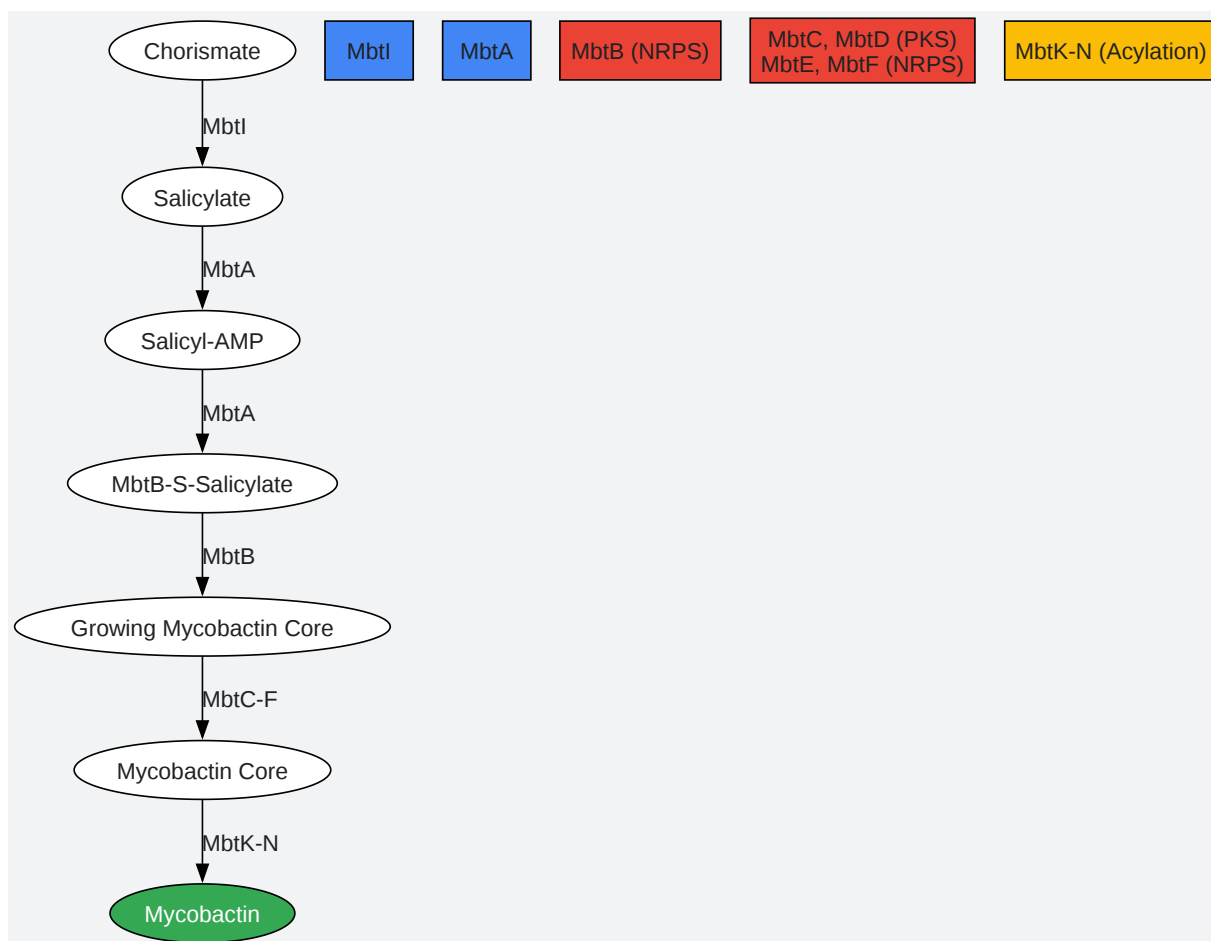 Chorismate
MbtI
MbtA
MbtB (NRPS)
MbtC, MbtD (PKS)
MbtE, MbtF (NRPS)
MbtK-N (Acylation)
MbtI
Salicylate
MbtA
Salicyl-AMP
MbtA
MbtB-S-Salicylate
MbtB
Growing Mycobactin Core
MbtC-F
Mycobactin Core
MbtK-N
Mycobactin